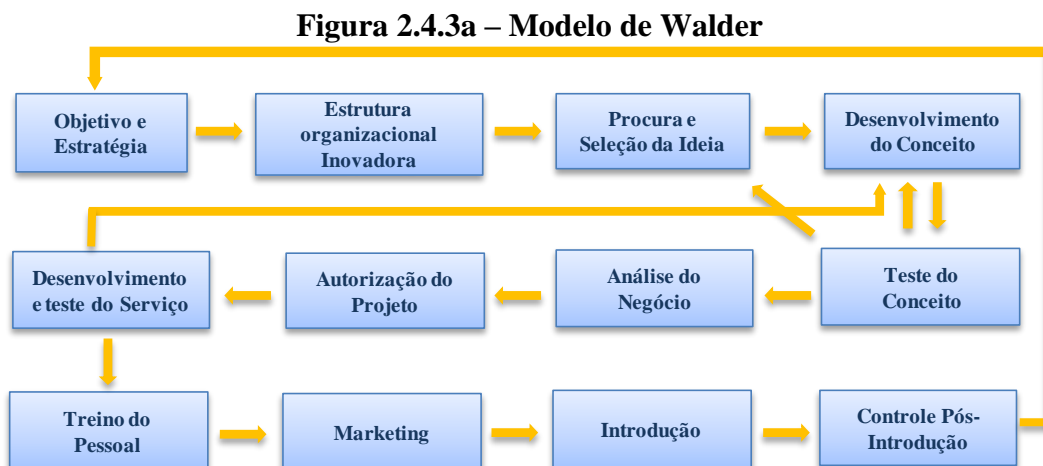 Figura 2.4.3a – Modelo de Walder
Objetivo e
Estratégia
Estrutura
organizacional
Inovadora
Procura e
Seleção da Ideia
Desenvolvimento
do Conceito
Desenvolvimento
e teste do Serviço
Autorização do
Projeto
Análise do
Negócio
Teste do
Conceito
Treino do
Pessoal
Marketing
Introdução
Controle Pós-
Introdução